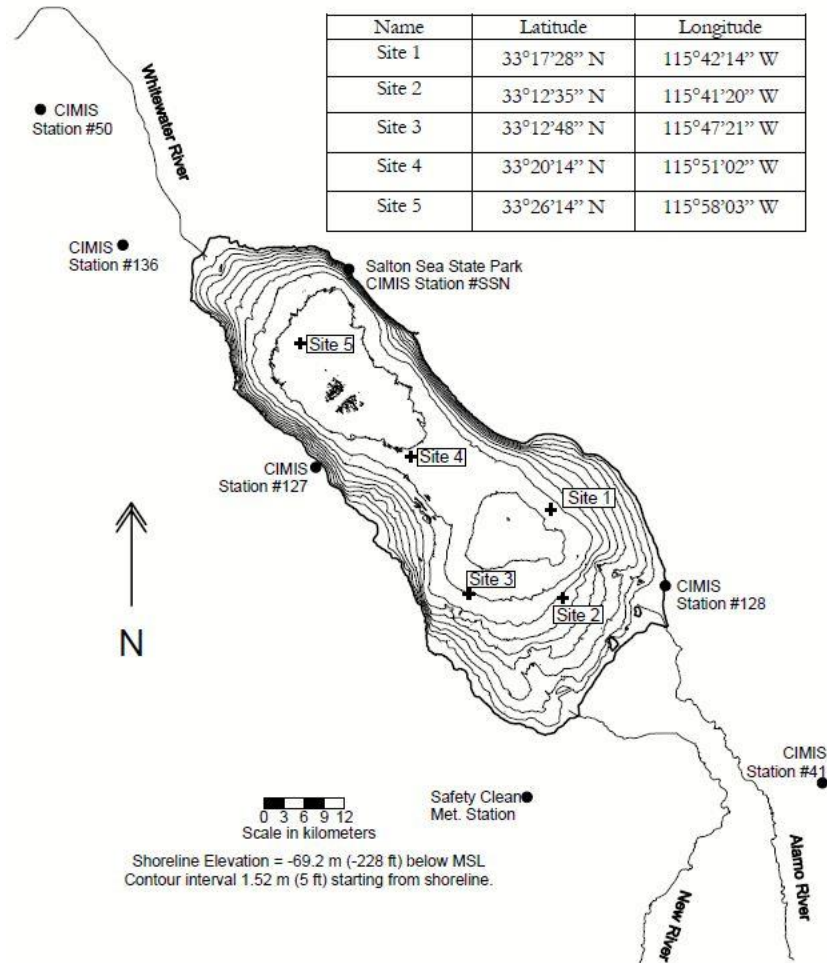 Name Latitude Longitude
Site 1 33°17'28” N 115°42'14” W
Site 2 33°12'35” N 115°41'20” W
Site 3 33°12'48” N 115°47'21” W
Site 4 33°20'14” N 115°51'02” W
Site 5 33°26'14” N 115°58'03” W
Whitewater River
CIMIS
Station #50
CIMIS
Station #136
Salton Sea State Park
CIMIS Station #SSN
Site 5
Site 4
CIMIS
Station #127
Site 1
Site 3
Site 2
CIMIS
Station #128
N
CIMIS
Station #41
Safety Clean
Met. Station
0 3 6 9 12
Scale in kilometers
Shoreline Elevation = -69.2 m (-228 ft) below MSL
Contour interval 1.52 m (5 ft) starting from shoreline.
New River
Alamo River